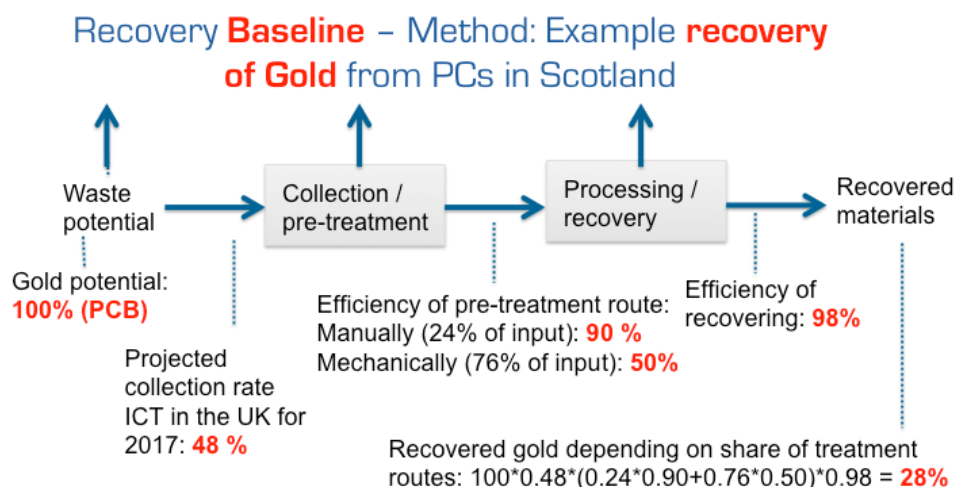 Recovery Baseline – Method: Example recovery
of Gold from PCs in Scotland
Waste
potential
Collection /
pre-treatment
Processing /
recovery
Recovered
materials
Gold potential:
100% (PCB)
Projected
collection rate
ICT in the UK for
2017: 48 %
Efficiency of pre-treatment route:
Manually (24% of input): 90 %
Mechanically (76% of input): 50%
Efficiency of
recovering: 98%
Recovered gold depending on share of treatment
routes: 100*0.48*(0.24*0.90+0.76*0.50)*0.98 = 28%